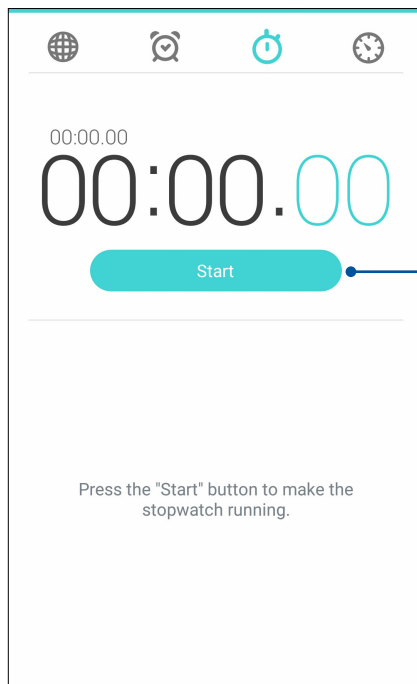 00:00.00
00:00.00
Start
Press the "Start" button to make the
stopwatch running.